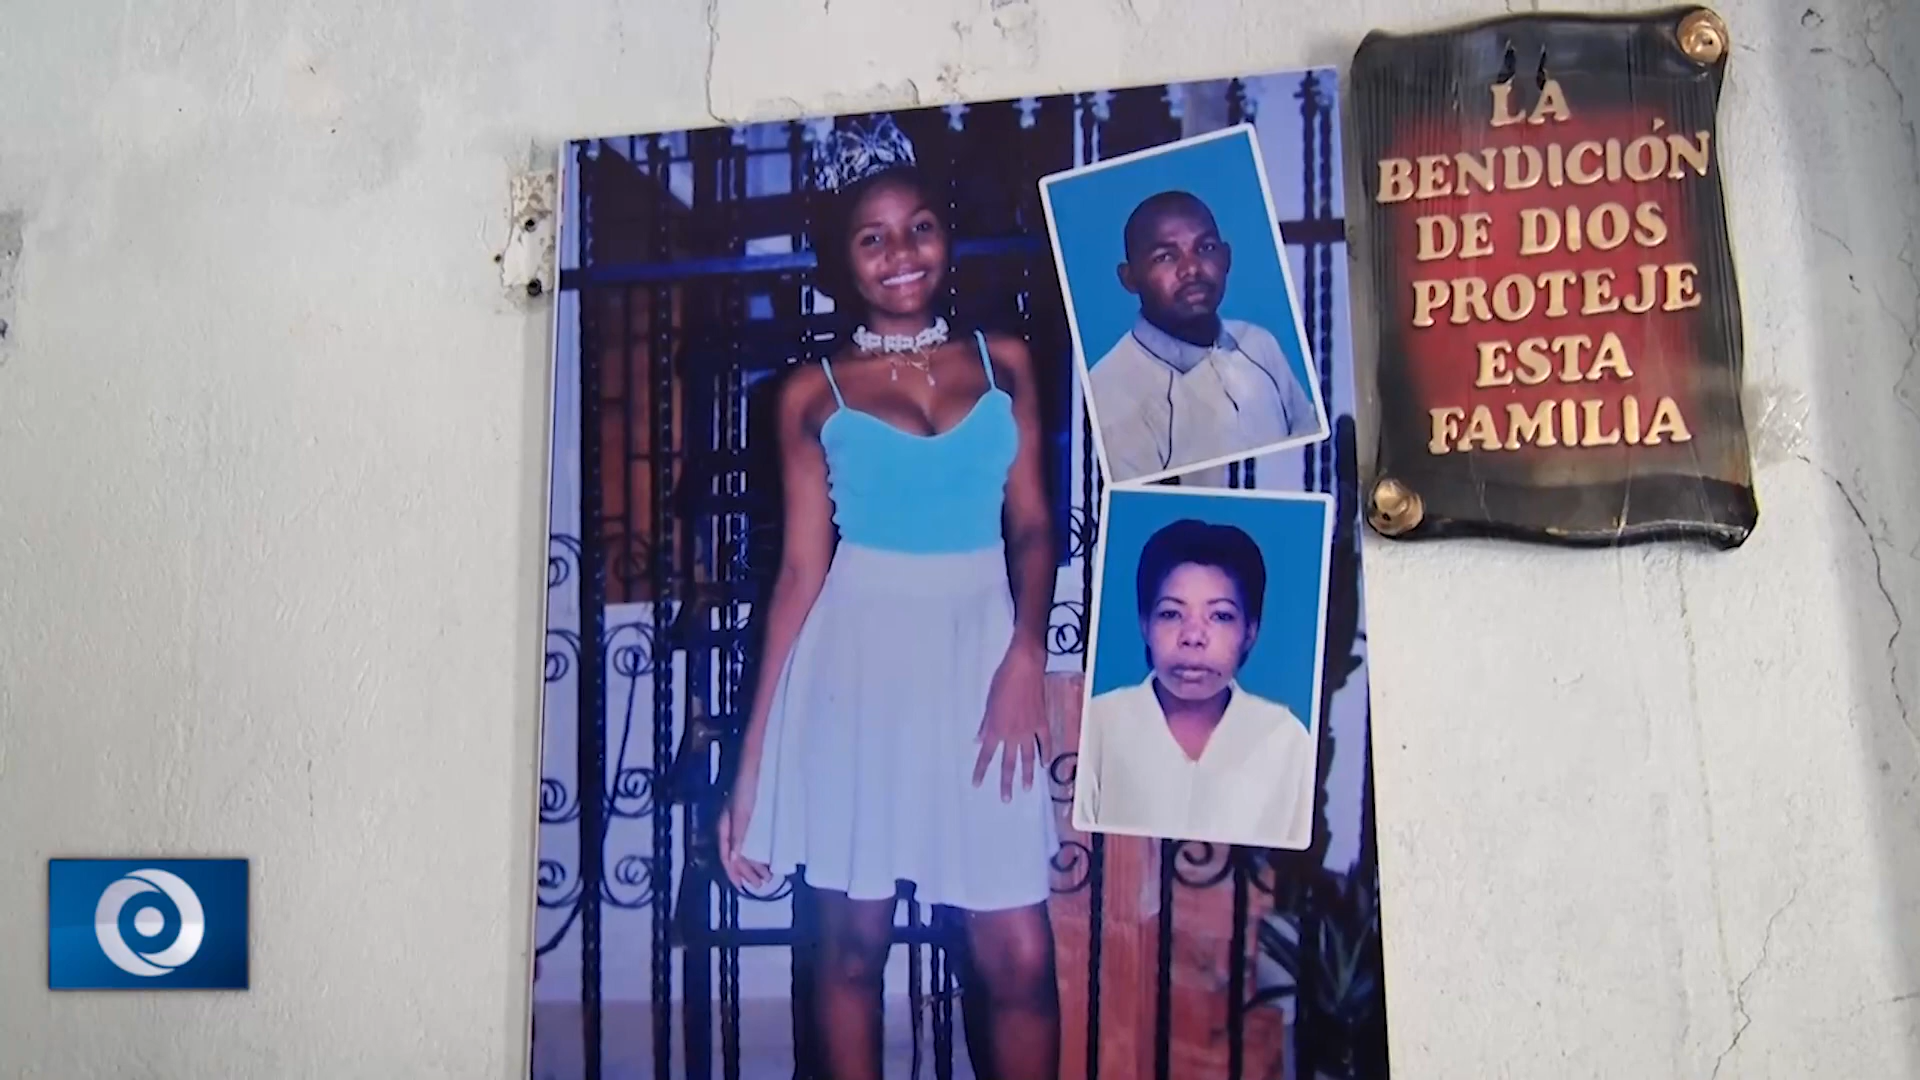 LA
BENDICIÓN
DE DIOS
PROTEJE
ESTA
FAMILIA